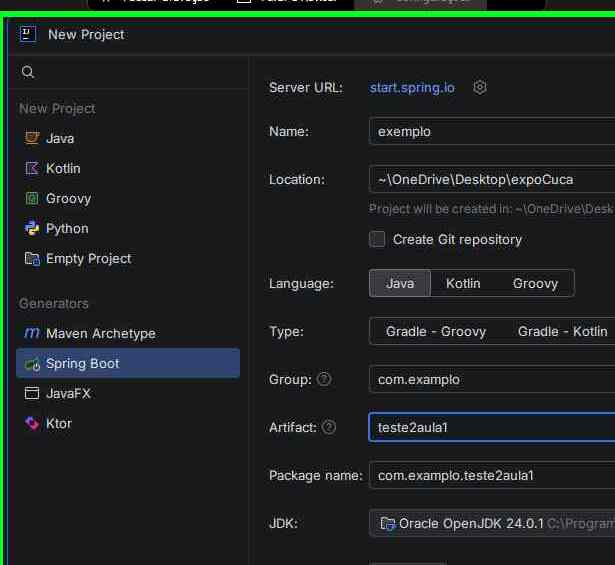 New Project
New Project
Java
Kotlin
Groovy
Python
Empty Project
Generators
Maven Archetype
Spring Boot
JavaFX
Ktor
Server URL: start.spring.io
Name: exemplo
Location: ~\OneDrive\Desktop\expoCuca
Project will be created in: ~\OneDrive\Desk
Create Git repository
Language: Java Kotlin Groovy
Type: Gradle - Groovy Gradle - Kotlin
Group: com.examplo
Artifact: teste2aula1
Package name: com.examplo.teste2aula1
JDK: Oracle OpenJDK 24.0.1 C:\Program